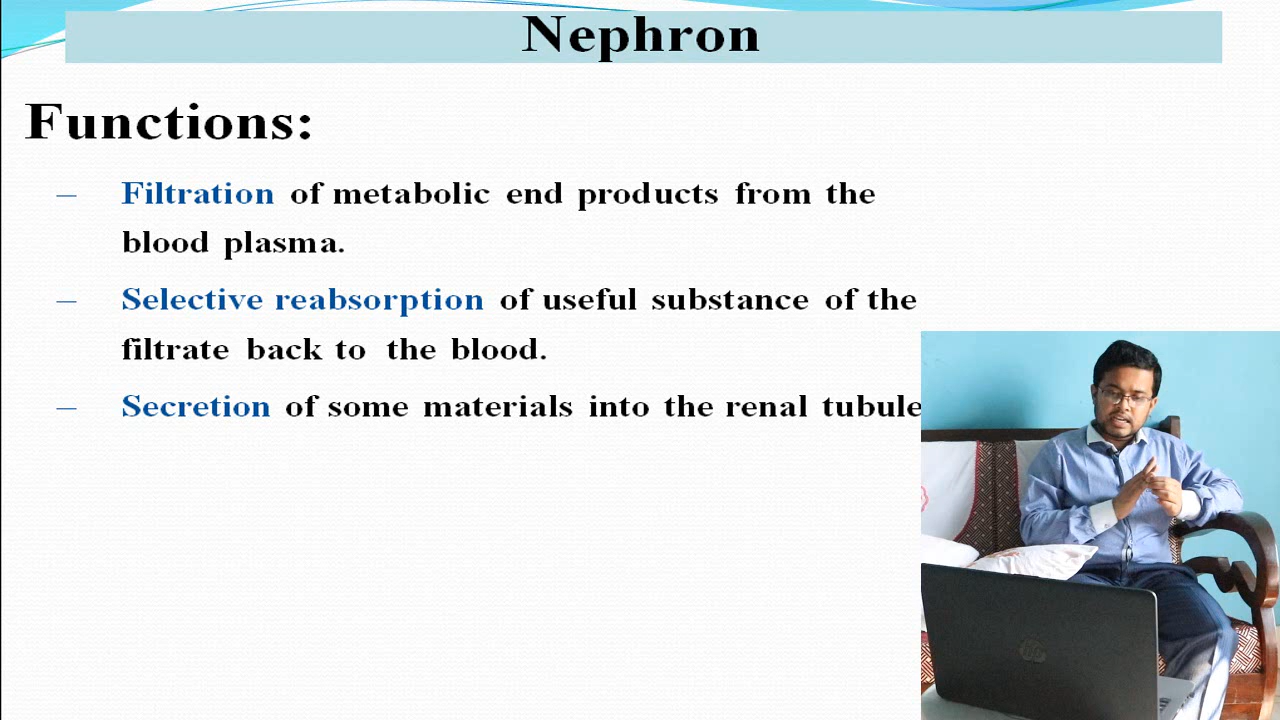 Nephron
Functions:
– Filtration of metabolic end products from the
blood plasma.
– Selective reabsorption of useful substance of the
filtrate back to the blood.
– Secretion of some materials into the renal tubule
hp